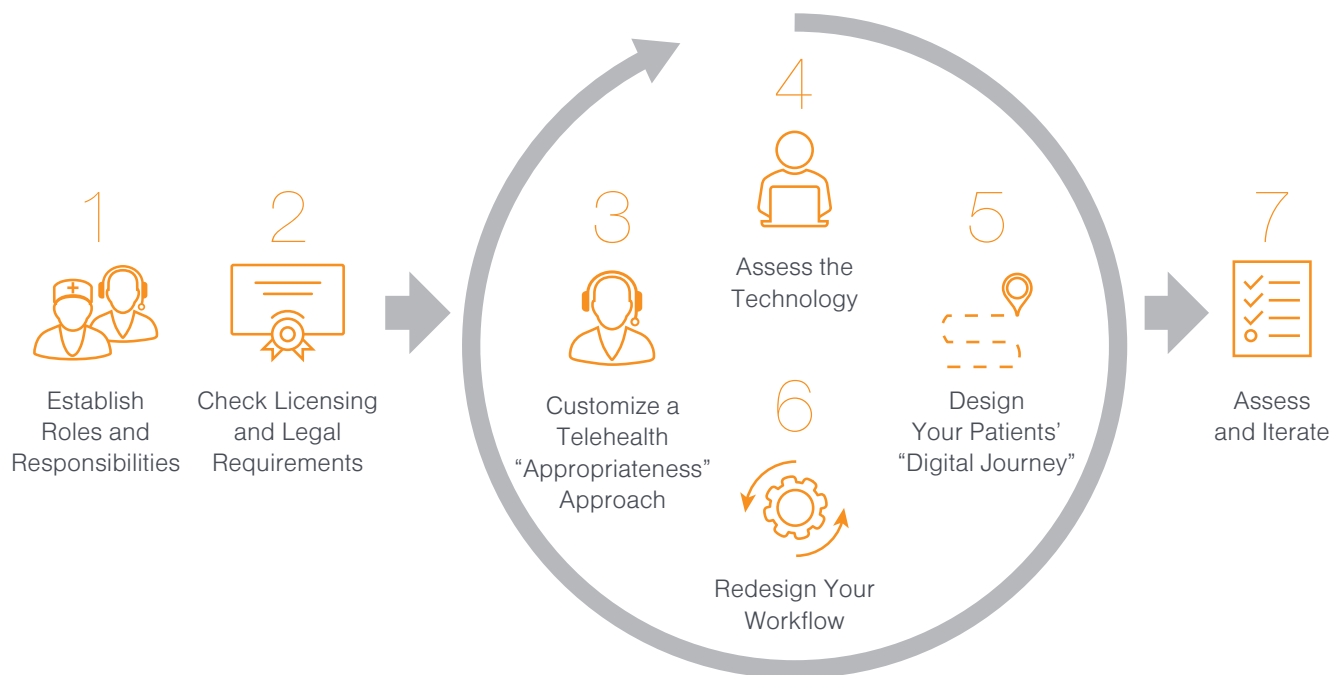 1
Establish
Roles and
Responsibilities
2
Check Licensing
and Legal
Requirements
3
Customize a
Telehealth
“Appropriateness”
Approach
4
Assess the
Technology
5
Design
Your Patients’
“Digital Journey”
6
Redesign Your
Workflow
7
Assess
and Iterate